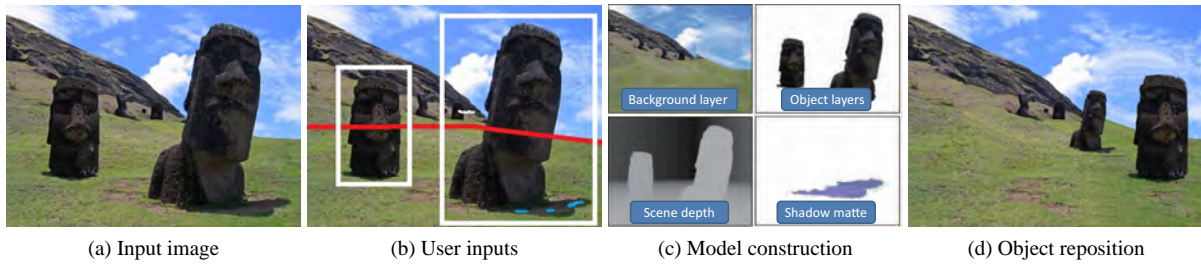 Background layer
Object layers
Scene depth
Shadow matte
(a) Input image
(b) User inputs
(c) Model construction
(d) Object reposition